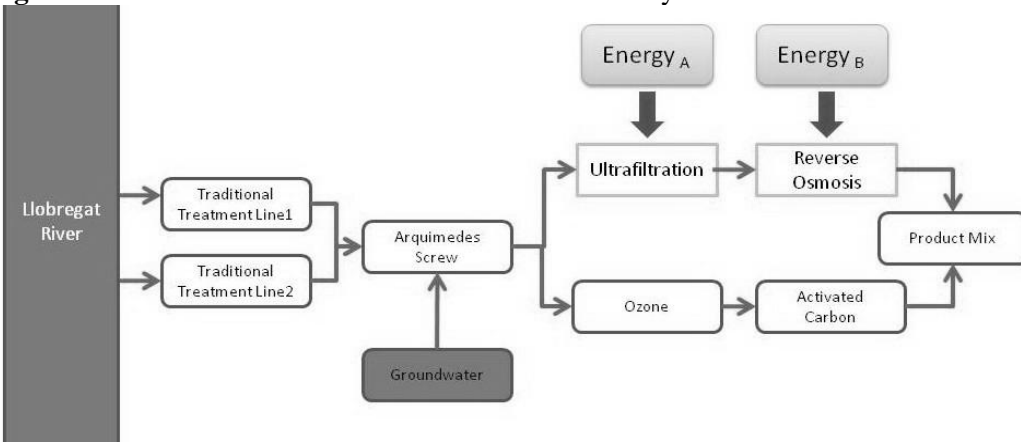 Energy A
Energy B
Ultrafiltration
Reverse
Osmosis
Llobregat
River
Traditional
Treatment Line1
Traditional
Treatment Line2
Arquimedes
Screw
Product Mix
Ozone
Activated
Carbon
Groundwater